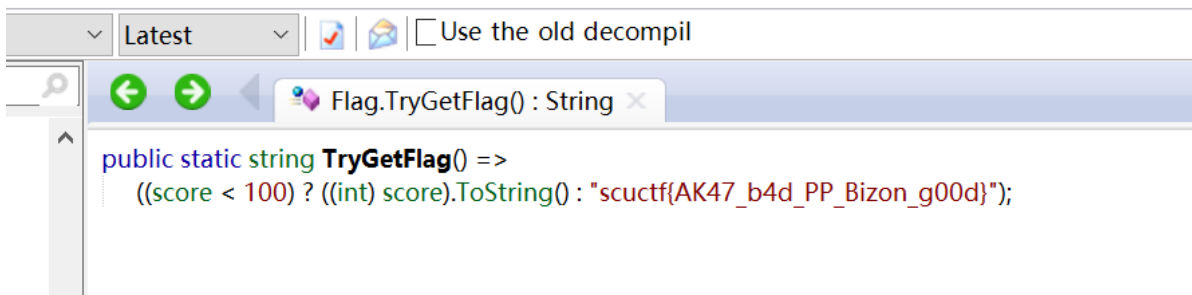 Latest
Use the old decompil
Flag.TryGetFlag() : String
public static string TryGetFlag() =>
((score < 100) ? ((int) score).ToString() : "scuctf{AK47_b4d_PP_Bizon_g00d}");